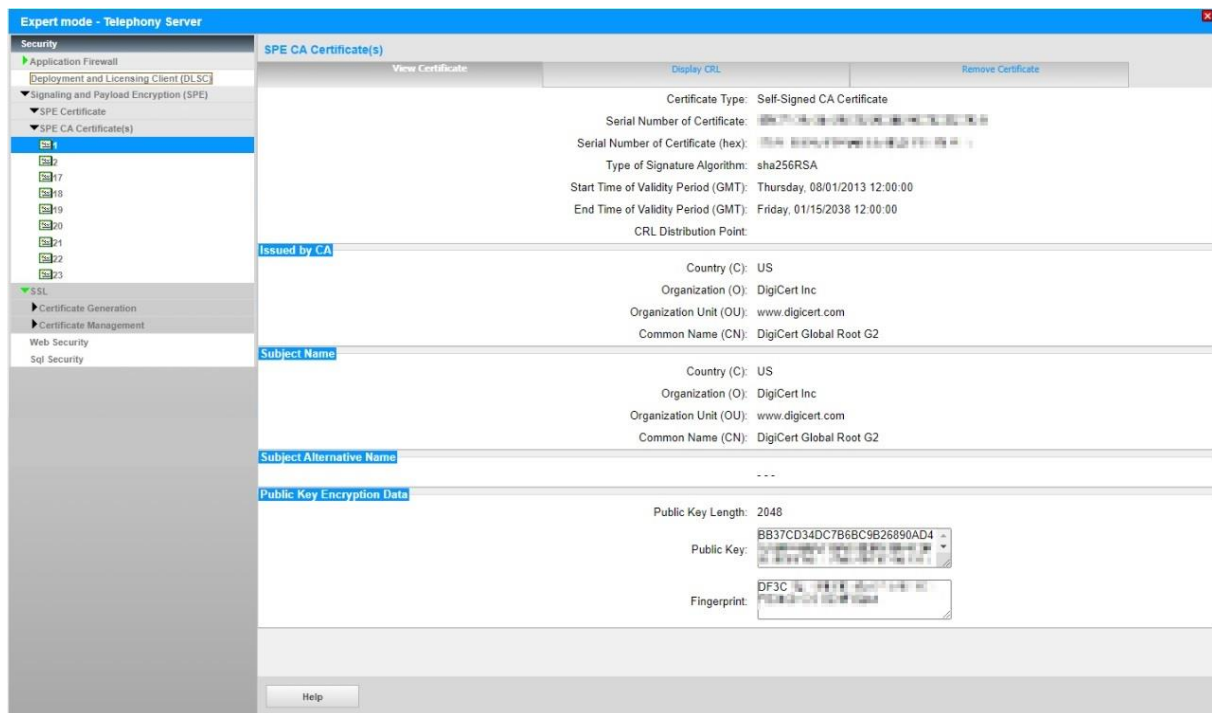 Expert mode - Telephony Server
Security
Application Firewall
Deployment and Licensing Client (DLSC)
Signaling and Payload Encryption (SPE)
SPE Certificate
SPE CA Certificate(s)
1
2
17
18
19
20
21
22
23
SSL
Certificate Generation
Certificate Management
Web Security
Sql Security
SPE CA Certificate(s)
View Certificate Display CRL Remove Certificate
Certificate Type: Self-Signed CA Certificate
Serial Number of Certificate:
Serial Number of Certificate (hex):
Type of Signature Algorithm: sha256RSA
Start Time of Validity Period (GMT): Thursday, 08/01/2013 12:00:00
End Time of Validity Period (GMT): Friday, 01/15/2038 12:00:00
CRL Distribution Point:
Issued by CA
Country (C): US
Organization (O): DigiCert Inc
Organization Unit (OU): www.digicert.com
Common Name (CN): DigiCert Global Root G2
Subject Name
Country (C): US
Organization (O): DigiCert Inc
Organization Unit (OU): www.digicert.com
Common Name (CN): DigiCert Global Root G2
Subject Alternative Name
- - -
Public Key Encryption Data
Public Key Length: 2048
Public Key: BB37CD34DC7B6BC9B26890AD4
Fingerprint: DF3C
Help